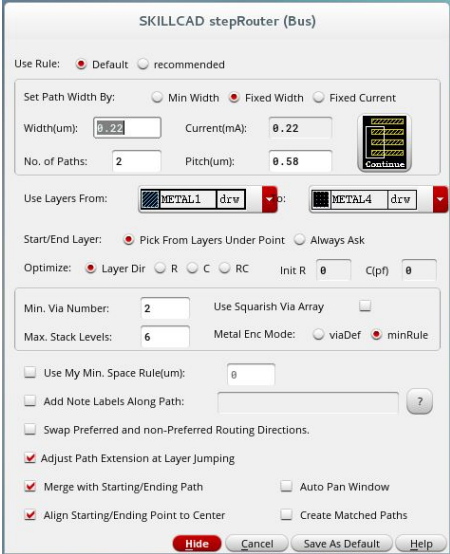 SKILLCAD stepRouter (Bus)
Use Rule: Default recommended
Set Path Width By: Min Width Fixed Width Fixed Current
Width(um): 0.22 Current(mA): 0.22
No. of Paths: 2 Pitch(um): 0.58 Continue
Use Layers From: METAL1 drw o: METAL4 drw
Start/End Layer: Pick From Layers Under Point Always Ask
Optimize: Layer Dir R C RC Init R 0 C(pf) 0
Min. Via Number: 2 Use Squarish Via Array
Max. Stack Levels: 6 Metal Enc Mode: viaDef minRule
Use My Min. Space Rule(um): 0
Add Note Labels Along Path: ?
Swap Preferred and non-Preferred Routing Directions.
Adjust Path Extension at Layer Jumping
Merge with Starting/Ending Path Auto Pan Window
Align Starting/Ending Point to Center Create Matched Paths
Hide Cancel Save As Default Help